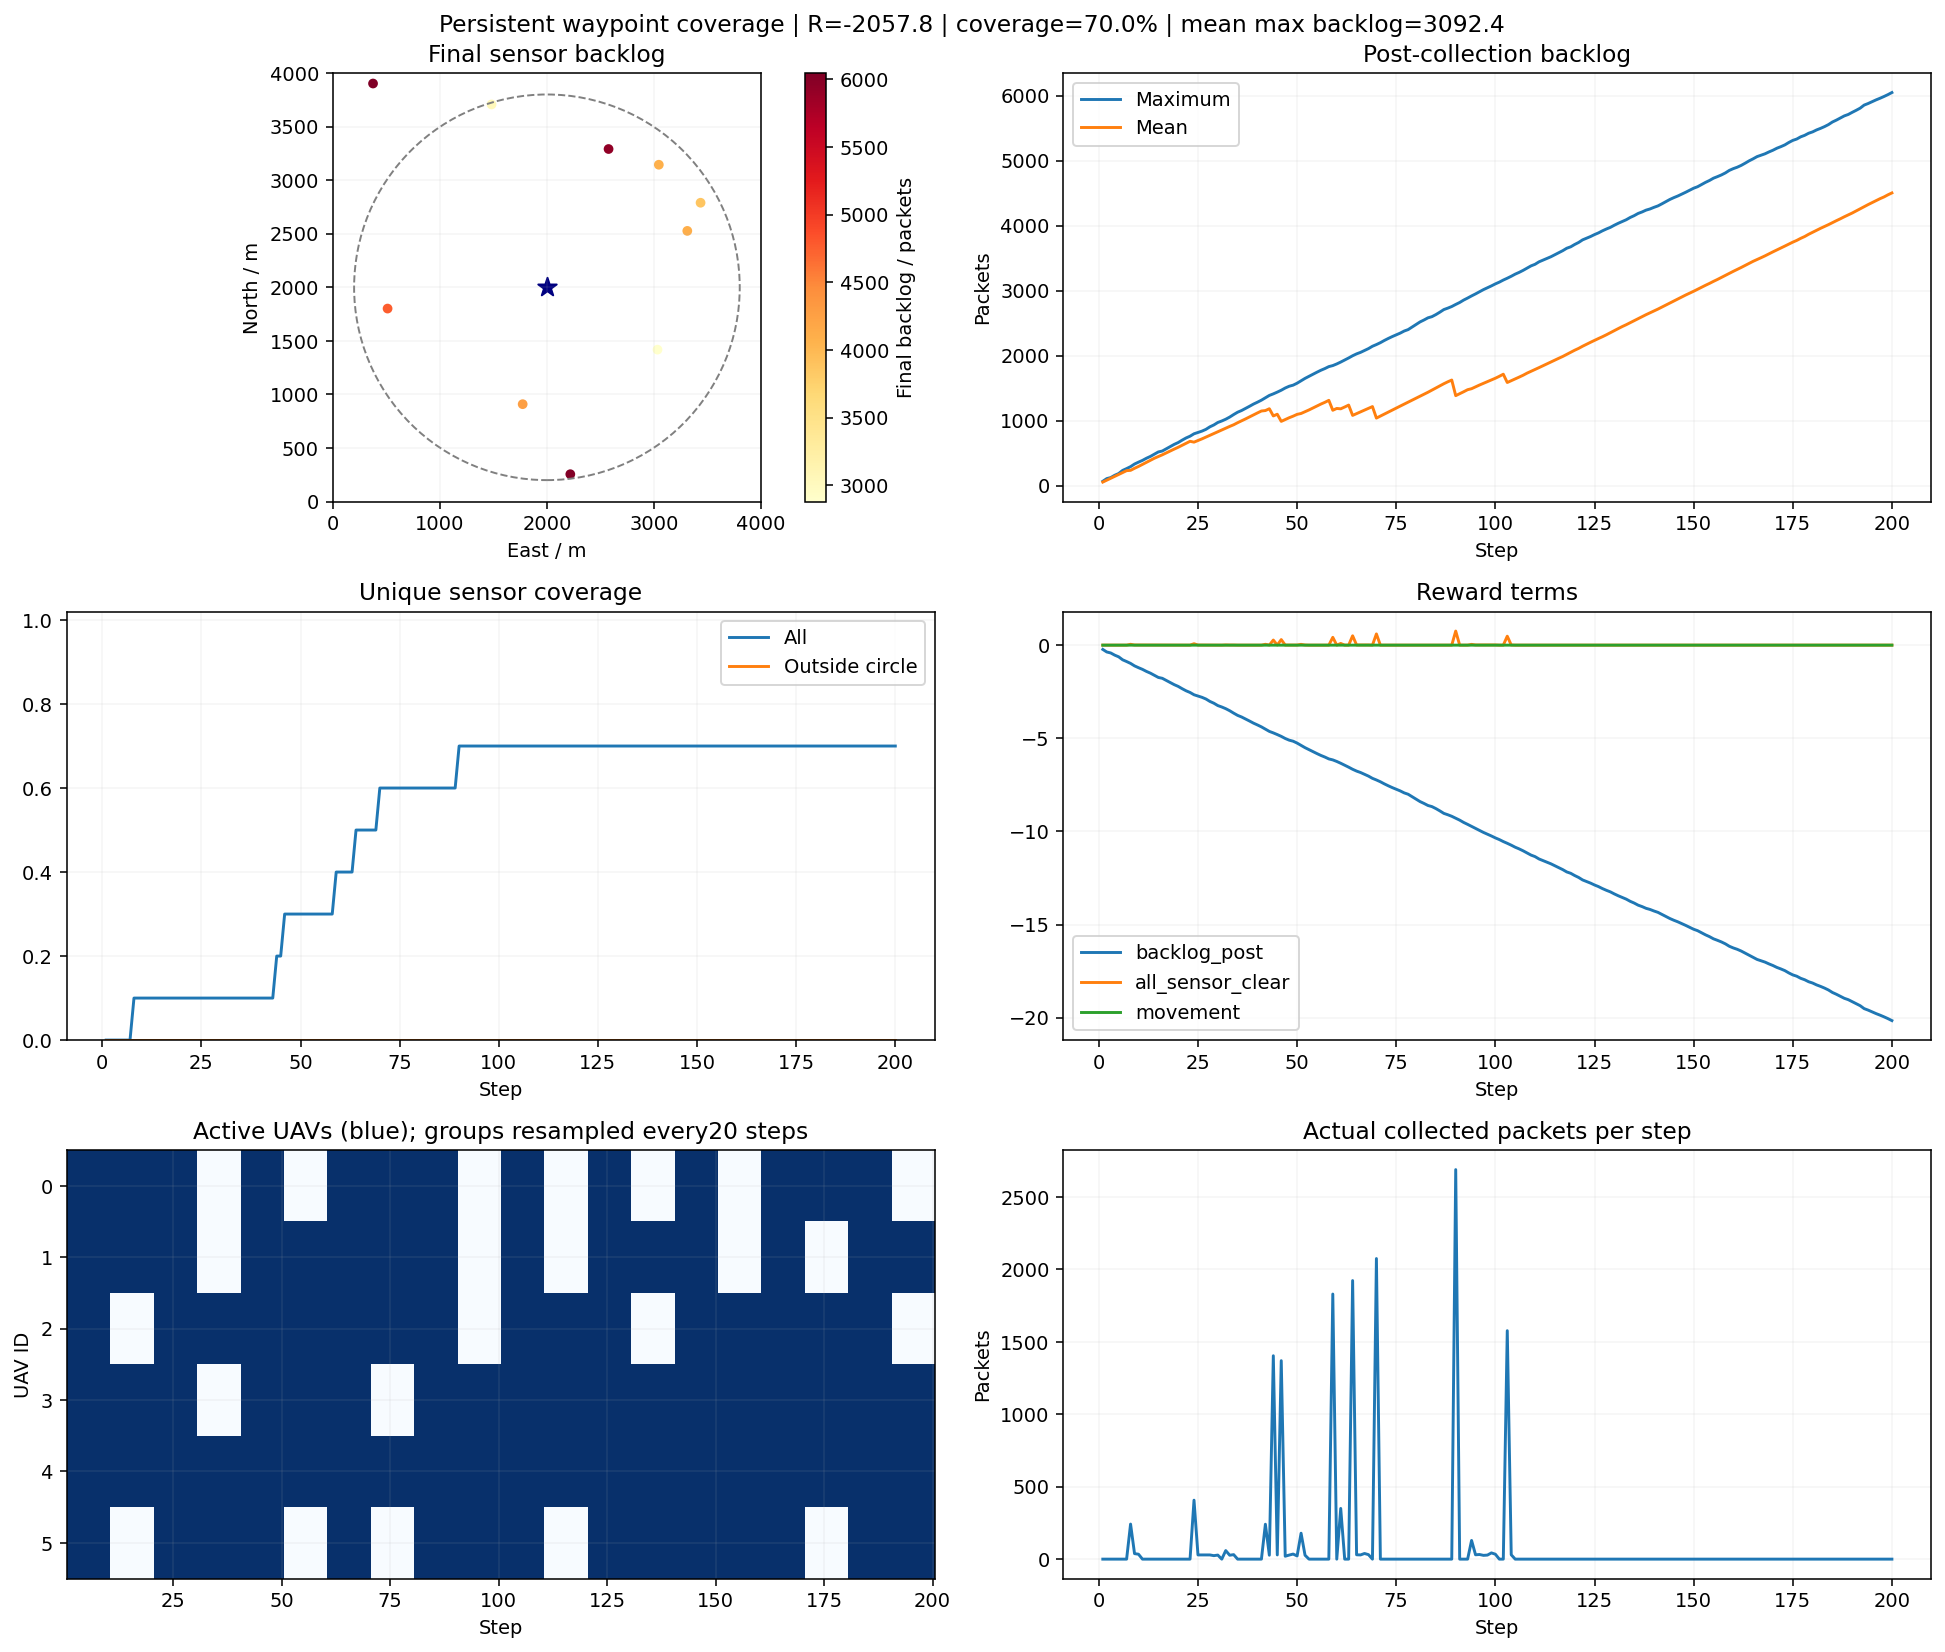 Persistent waypoint coverage | R=-2057.8 | coverage=70.0% | mean max backlog=3092.4
Final sensor backlog
4000
3500
3000
2500
2000
1500
1000
500
0
North / m
0 1000 2000 3000 4000
East / m
6000
5500
5000
4500
4000
3500
3000
Final backlog / packets
Post-collection backlog
Maximum
Mean
6000
5000
4000
3000
2000
1000
0
Packets
0 25 50 75 100 125 150 175 200
Step
Unique sensor coverage
All
Outside circle
1.0
0.8
0.6
0.4
0.2
0.0
0 25 50 75 100 125 150 175 200
Step
Reward terms
0
−5
−10
−15
−20
backlog_post
all_sensor_clear
movement
0 25 50 75 100 125 150 175 200
Step
Active UAVs (blue); groups resampled every20 steps
0
1
2
3
4
5
UAV ID
25 50 75 100 125 150 175 200
Step
Actual collected packets per step
2500
2000
1500
1000
500
0
Packets
0 25 50 75 100 125 150 175 200
Step